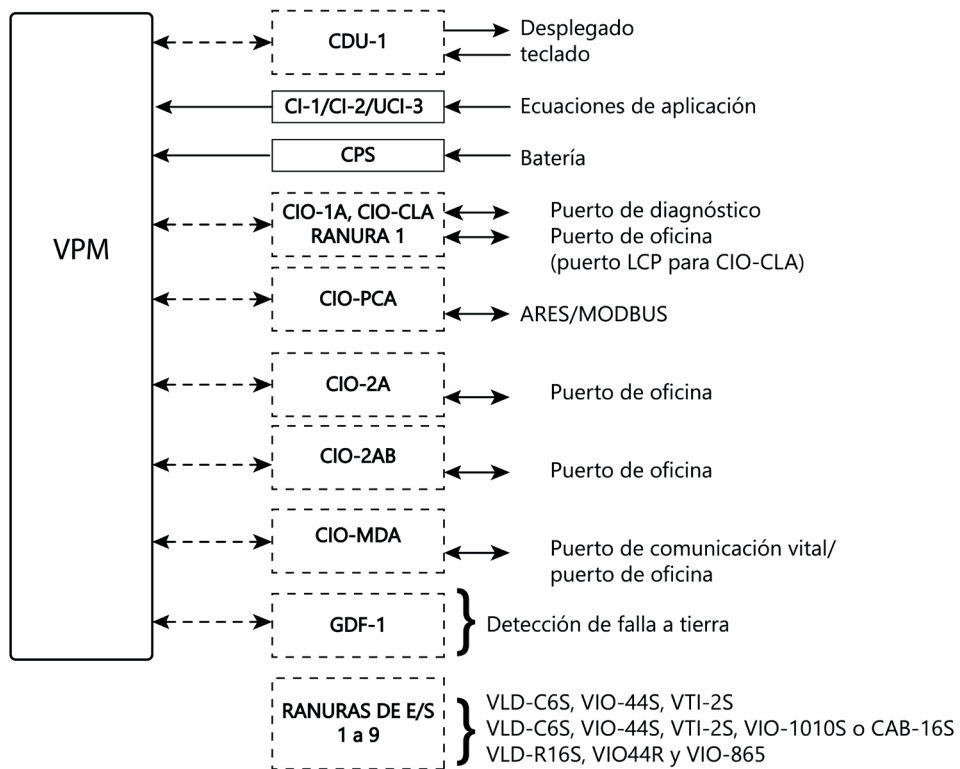 VPM
CDU-1
Desplegado
teclado
CI-1/CI-2/UCI-3
Ecuaciones de aplicación
CPS
Batería
CIO-1A, CIO-CLA
RANURA 1
Puerto de diagnóstico
Puerto de oficina
(puerto LCP para CIO-CLA)
CIO-PCA
ARES/MODBUS
CIO-2A
Puerto de oficina
CIO-2AB
Puerto de oficina
CIO-MDA
Puerto de comunicación vital/
puerto de oficina
GDF-1
Detección de falla a tierra
RANURAS DE E/S
1 a 9
VLD-C6S, VIO-44S, VTI-2S
VLD-C6S, VIO-44S, VTI-2S, VIO-1010S o CAB-16S
VLD-R16S, VIO44R y VIO-865